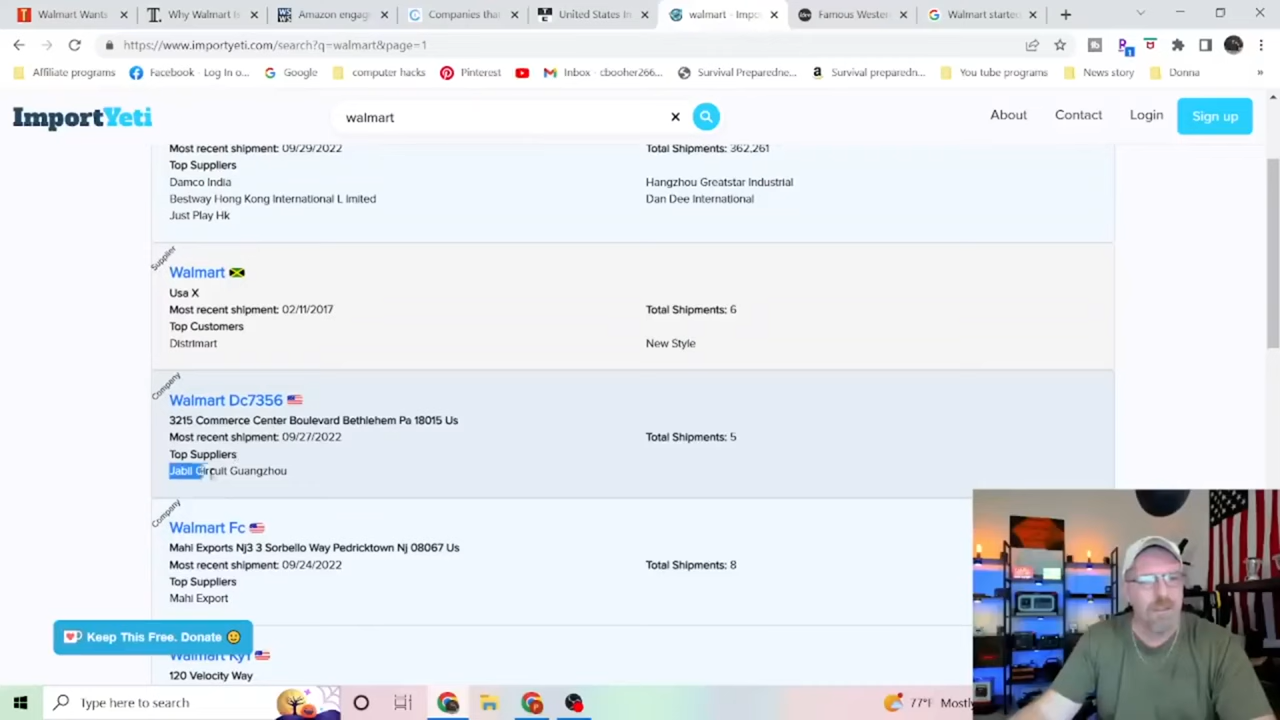 Walmart Wants
Why Walmart is
Amazon engag
Companies that
United States In
walmart - Impo
Famous Wester
Walmart starte
https://www.importyeti.com/search?q=walmart&page=1
Affiliate programs
Facebook - Log In o...
Google
computer hacks
Pinterest
Inbox - cbooher266...
Survival Preparedne...
Survival preparedn...
You tube programs
News story
Donna
»
ImportYeti
walmart
About
Contact
Login
Sign up
Most recent shipment: 09/29/2022
Total Shipments: 362,261
Top Suppliers
Damco India
Hangzhou Greatstar Industrial
Bestway Hong Kong International L Imited
Dan Dee International
Just Play Hk
Supplier
Walmart
Usa X
Most recent shipment: 02/11/2017
Total Shipments: 6
Top Customers
Distrimart
New Style
Company
Walmart Dc7356
3215 Commerce Center Boulevard Bethlehem Pa 18015 Us
Most recent shipment: 09/27/2022
Total Shipments: 5
Top Suppliers
Jabil Circuit Guangzhou
Company
Walmart Fc
Mahi Exports Nj3 3 Sorbello Way Pedricktown Nj 08067 Us
Most recent shipment: 09/24/2022
Total Shipments: 8
Top Suppliers
Mahi Export
Keep This Free. Donate
Walmart Ky1
120 Velocity Way
Type here to search
77°F Mostly